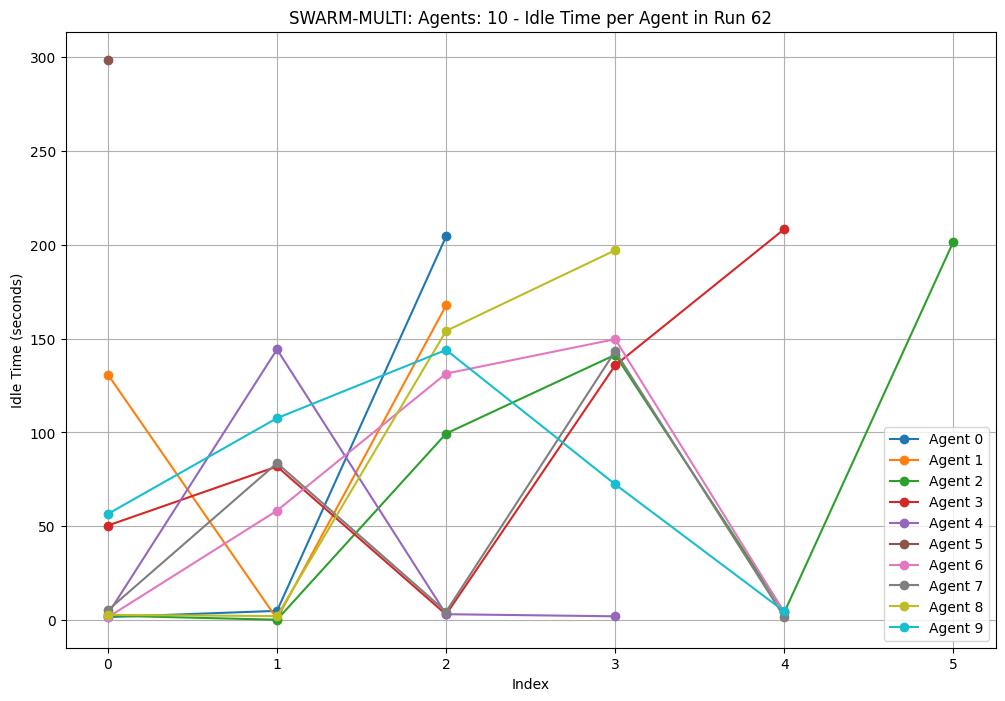 SWARM-MULTI: Agents: 10 - Idle Time per Agent in Run 62
Idle Time (seconds)
300
250
200
150
100
50
0
0 1 2 3 4 5
Index
Agent 0
Agent 1
Agent 2
Agent 3
Agent 4
Agent 5
Agent 6
Agent 7
Agent 8
Agent 9